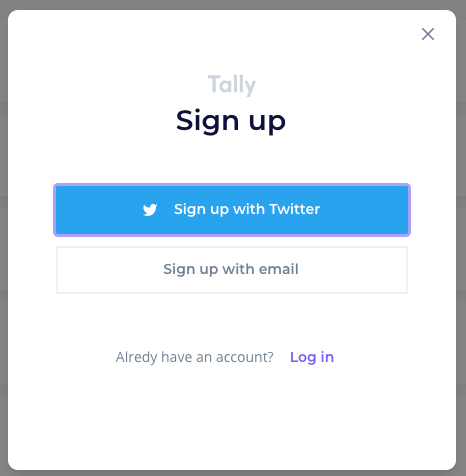 Tally
Sign up
Sign up with Twitter
Sign up with email
Alredy have an account? Log in